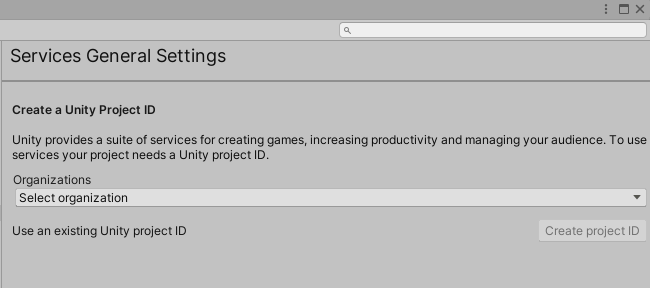 Services General Settings
Create a Unity Project ID
Unity provides a suite of services for creating games, increasing productivity and managing your audience. To use
services your project needs a Unity project ID.
Organizations
Select organization
Use an existing Unity project ID
Create project ID